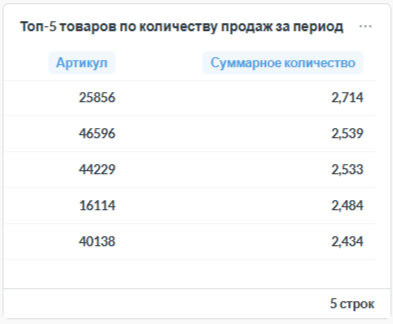 Топ-5 товаров по количеству продаж за период ...
Артикул Суммарное количество
25856 2,714
46596 2,539
44229 2,533
16114 2,484
40138 2,434
5 строк